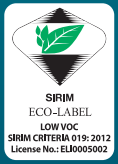 SIRIM
ECO-LABEL
LOW VOC
SIRIM CRITERIA 019: 2012
License No.: ELI0005002